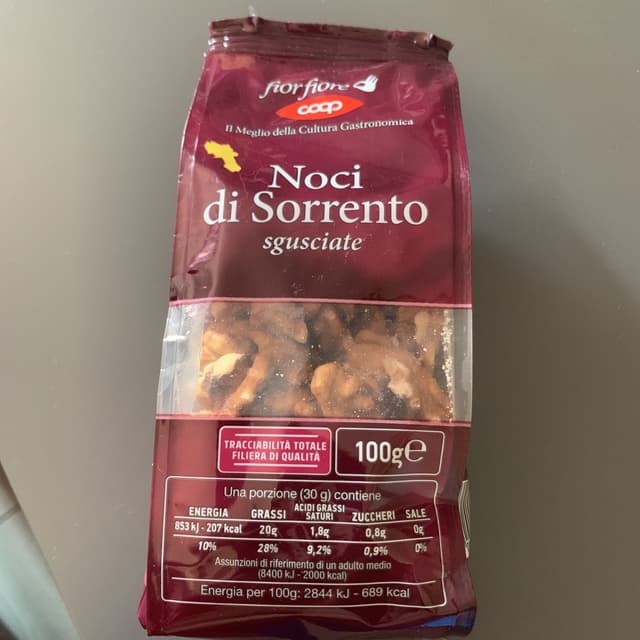 fiorfiore
coop
Il Meglio della Cultura Gastronomica
Noci
di Sorrento
sgusciate
TRACCIABILITÀ TOTALE
FILIERA DI QUALITÀ
100g e
Una porzione (30 g) contiene
ENERGIA GRASSI ACIDI GRASSI SATURI ZUCCHERI SALE
853 kJ - 207 kcal 20g 1,8g 0,8g 0g
10% 28% 9,2% 0,9% 0%
Assunzioni di riferimento di un adulto medio
(8400 kJ - 2000 kcal)
Energia per 100g: 2844 kJ - 689 kcal